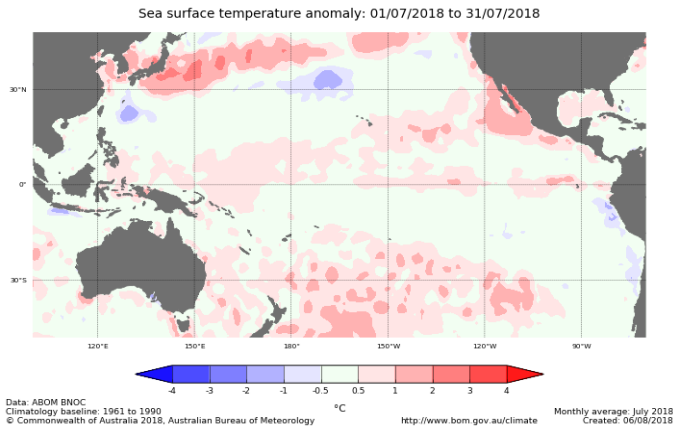 Sea surface temperature anomaly: 01/07/2018 to 31/07/2018
30°N
0°
30°S
120°E 150°E 180° 150°W 120°W 90°W
-4 -3 -2 -1 -0.5 0.5 1 2 3 4
°C
Data: ABOM BNOC
Climatology baseline: 1961 to 1990 Monthly average: July 2018
© Commonwealth of Australia 2018, Australian Bureau of Meteorology http://www.bom.gov.au/climate Created: 06/08/2018